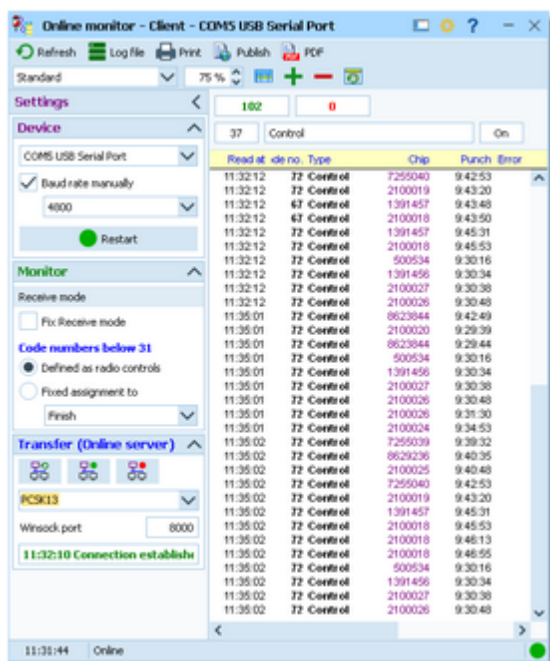 Online monitor - Client - COM5 USB Serial Port
Refresh Log file Print Publish PDF
Standard 75 %
Settings
102 0
Device
37 Control On
COM5 USB Serial Port
Baud rate manually
4800
Restart
Monitor
Receive mode
Fix Receive mode
Code numbers below 31
Defined as radio controls
Fixed assignment to
Finish
Transfer (Online server)
PCSK13
Winsock port 8000
11:32:10 Connection establishe
Read at de no. Type Chip Punch Error
11:32:12 72 Control 7255040 9:42:53
11:32:12 72 Control 2100019 9:43:20
11:32:12 67 Control 1391457 9:43:48
11:32:12 67 Control 2100018 9:43:50
11:32:12 72 Control 1391457 9:45:31
11:32:12 72 Control 2100018 9:45:53
11:32:12 72 Control 500534 9:30:16
11:32:12 72 Control 1391456 9:30:34
11:32:12 72 Control 2100027 9:30:38
11:32:12 72 Control 2100026 9:30:48
11:35:01 72 Control 8623844 9:42:49
11:35:01 72 Control 2100020 9:29:39
11:35:01 72 Control 8623844 9:29:44
11:35:01 72 Control 500534 9:30:16
11:35:01 72 Control 1391456 9:30:34
11:35:01 72 Control 2100027 9:30:38
11:35:01 72 Control 2100026 9:30:48
11:35:01 72 Control 2100026 9:31:30
11:35:01 72 Control 2100024 9:34:53
11:35:02 72 Control 7255039 9:39:32
11:35:02 72 Control 8629236 9:40:35
11:35:02 72 Control 2100025 9:40:48
11:35:02 72 Control 7255040 9:42:53
11:35:02 72 Control 2100019 9:43:20
11:35:02 72 Control 1391457 9:45:31
11:35:02 72 Control 2100018 9:45:53
11:35:02 72 Control 2100018 9:46:13
11:35:02 72 Control 2100018 9:46:55
11:35:02 72 Control 500534 9:30:16
11:35:02 72 Control 1391456 9:30:34
11:35:02 72 Control 2100027 9:30:38
11:35:02 72 Control 2100026 9:30:48
11:31:44 Online